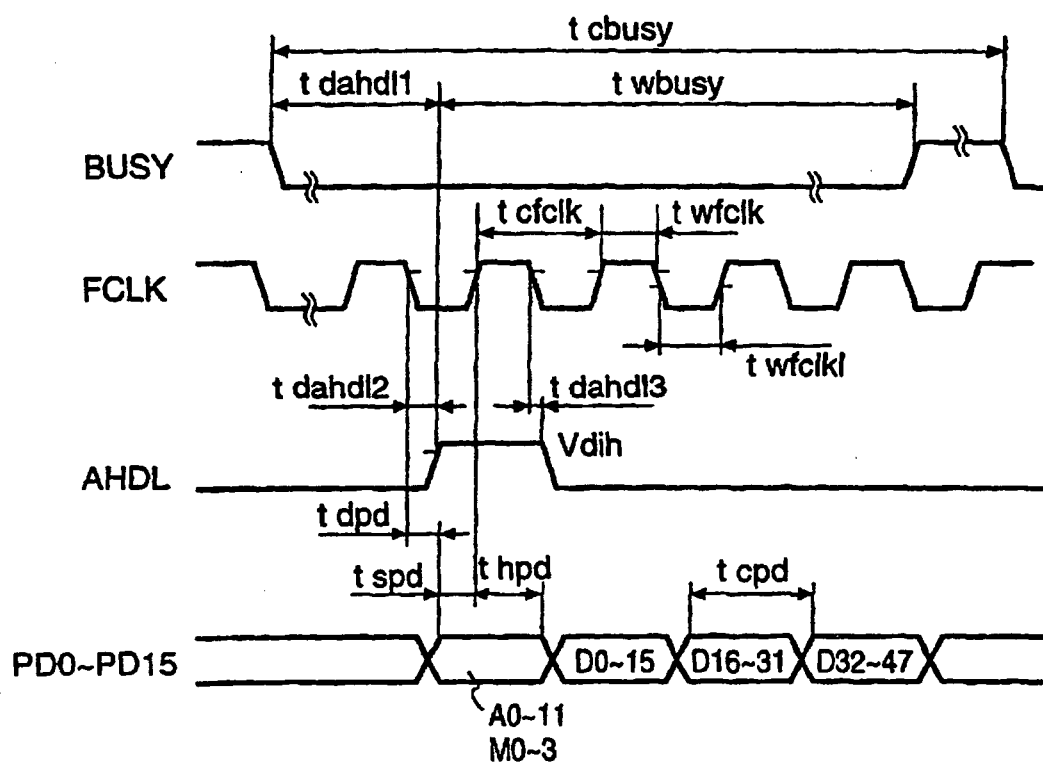 t cbusy
t dahdl1
t wbusy
BUSY
t cfclk
t wfclk
FCLK
t wfclkl
t dahdl2
t dahdl3
Vdih
AHDL
t dpd
t spd
t hpd
t cpd
PD0~PD15
D0~15
D16~31
D32~47
A0~11
M0~3